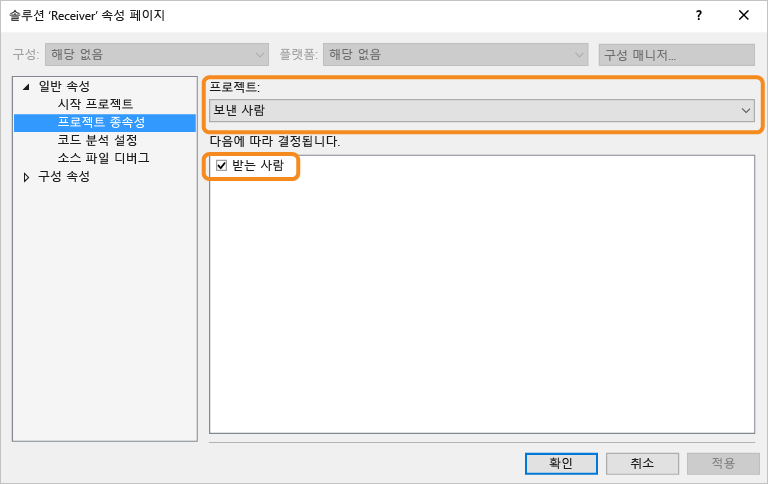 솔루션 'Receiver' 속성 페이지
?
구성: 해당 없음 플랫폼: 해당 없음 구성 매니저...
일반 속성
시작 프로젝트
프로젝트 종속성
코드 분석 설정
소스 파일 디버그
구성 속성
프로젝트:
보낸 사람
다음에 따라 결정됩니다.
받는 사람
확인 취소 적용